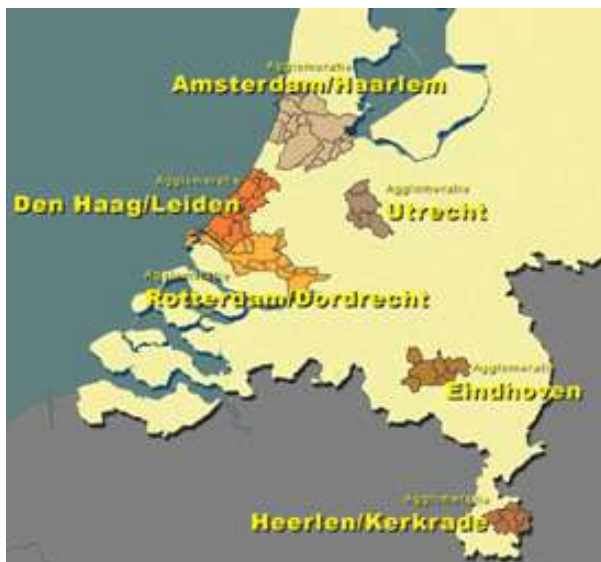 Agglomeratie
Amsterdam/Haarlem
Agglomeratie
Den Haag/Leiden
Agglomeratie
Utrecht
Agglomeratie
Rotterdam/Dordrecht
Agglomeratie
Eindhoven
Agglomeratie
Heerlen/Kerkrade